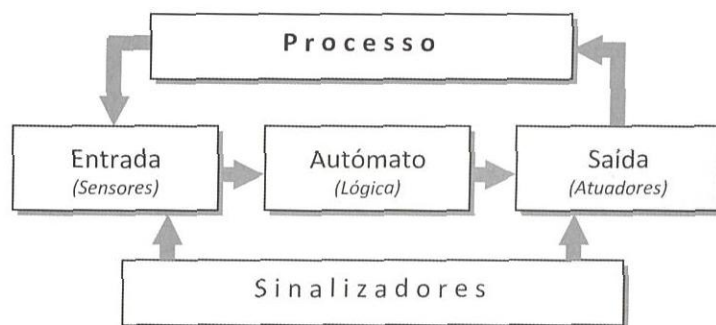 Processo
Entrada
(Sensores)
Autómato
(Lógica)
Saída
(Atuadores)
Sinalizadores